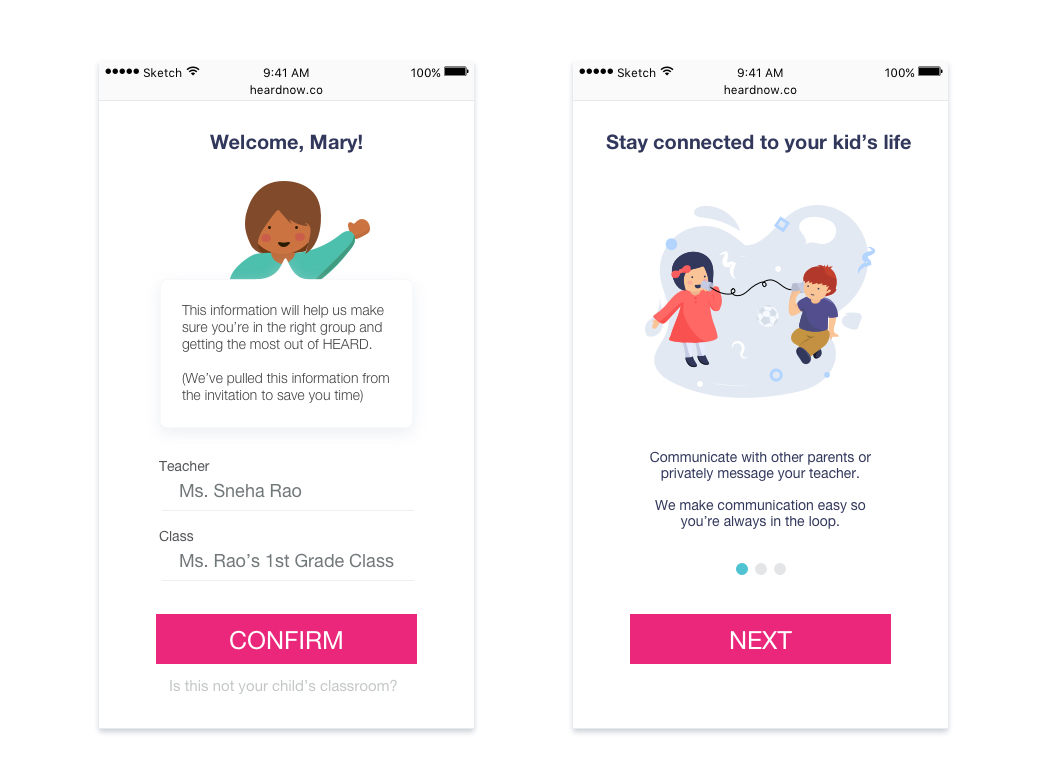 Sketch 9:41 AM 100%
heardnow.co
Welcome, Mary!
This information will help us make
sure you’re in the right group and
getting the most out of HEARD.
(We’ve pulled this information from
the invitation to save you time)
Teacher
Ms. Sneha Rao
Class
Ms. Rao’s 1st Grade Class
CONFIRM
Is this not your child’s classroom?
Sketch 9:41 AM 100%
heardnow.co
Stay connected to your kid’s life
Communicate with other parents or
privately message your teacher.
We make communication easy so
you’re always in the loop.
NEXT